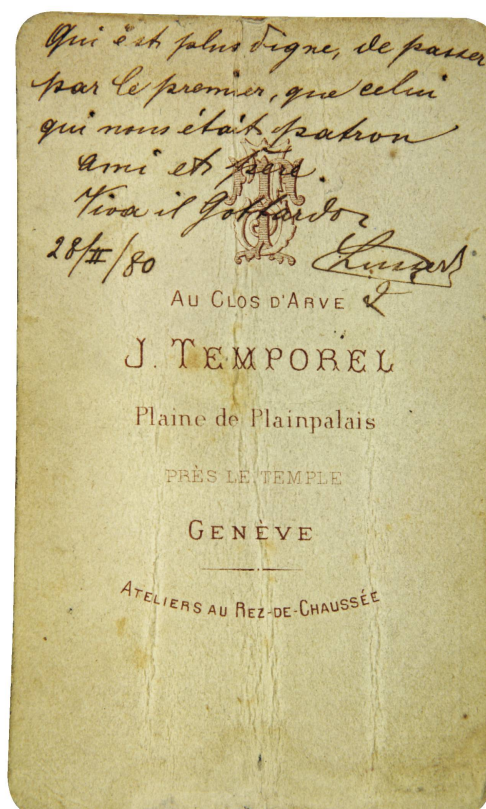 Qui est plus digne, de passer
par le premier, que celui
qui nous était patron
ami et père.
Viva il Gottardo
28/II/80
AU CLOS D'ARVE
J. TEMPOREL
Plaine de Plainpalais
PRÈS LE TEMPLE
GENÈVE
ATELIERS AU REZ-DE-CHAUSSÉE